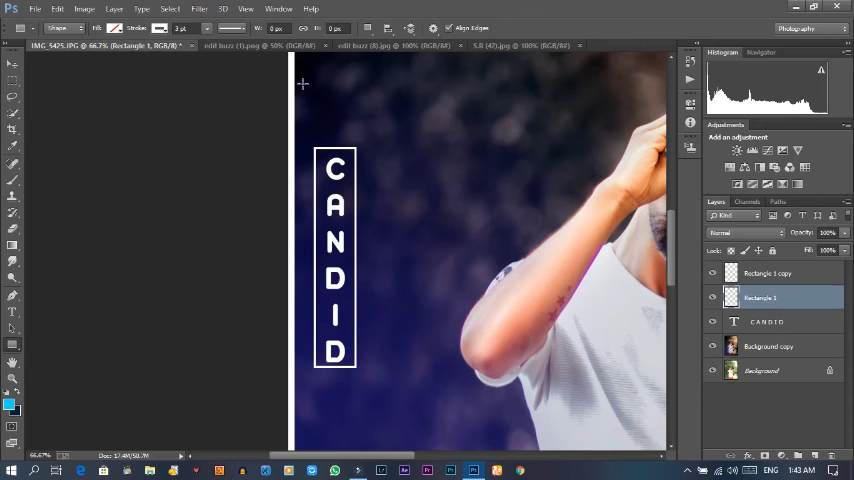 Ps File Edit Image Layer Type Select Filter 3D View Window Help
Shape Fill: Stroke: 3 pt W: 0 px H: 0 px Align Edges Photography
IMG_5425.JPG @ 66.7% (Rectangle 1, RGB/8) * × edit buzz (1).png @ 50% (RGB/8#) × edit buzz (8).jpg @ 100% (RGB/8#) × S.R (42).jpg @ 100% (RGB/8#) ×
Histogram Navigator
Adjustments
Add an adjustment
Layers Channels Paths
Kind
Normal Opacity: 100%
Lock: Fill: 100%
Rectangle 1 copy
Rectangle 1
T C A N D I D
Background copy
Background
C
A
N
D
I
D
66.67% Doc: 17.4M/50.7M
ENG 1:43 AM